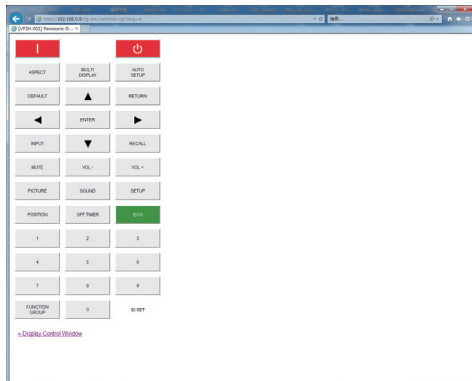 [VF2H-002] Panasonic D...
ASPECT
MULTI
DISPLAY
AUTO
SETUP
DEFAULT
RETURN
ENTER
INPUT
RECALL
MUTE
VOL -
VOL +
PICTURE
SOUND
SETUP
POSITION
OFF TIMER
ECO
1
2
3
4
5
6
7
8
9
FUNCTION
GROUP
0
ID SET
« Display Control Window